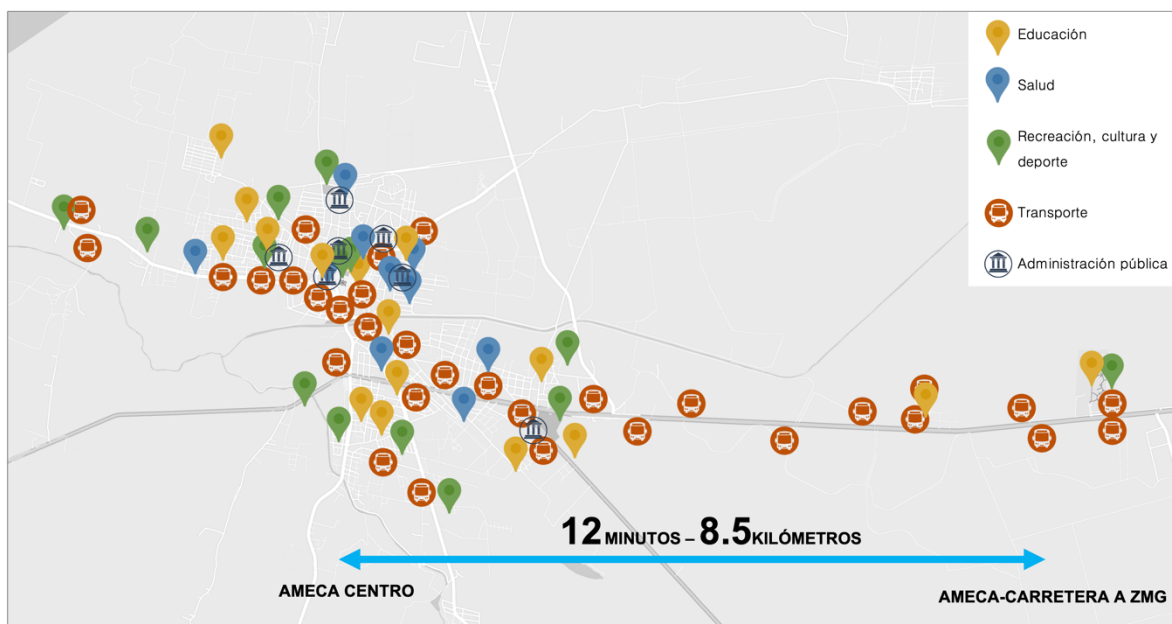 Educación
Salud
Recreación, cultura y
deporte
Transporte
Administración pública
12 MINUTOS – 8.5 KILÓMETROS
AMECA CENTRO
AMECA-CARRETERA A ZMG